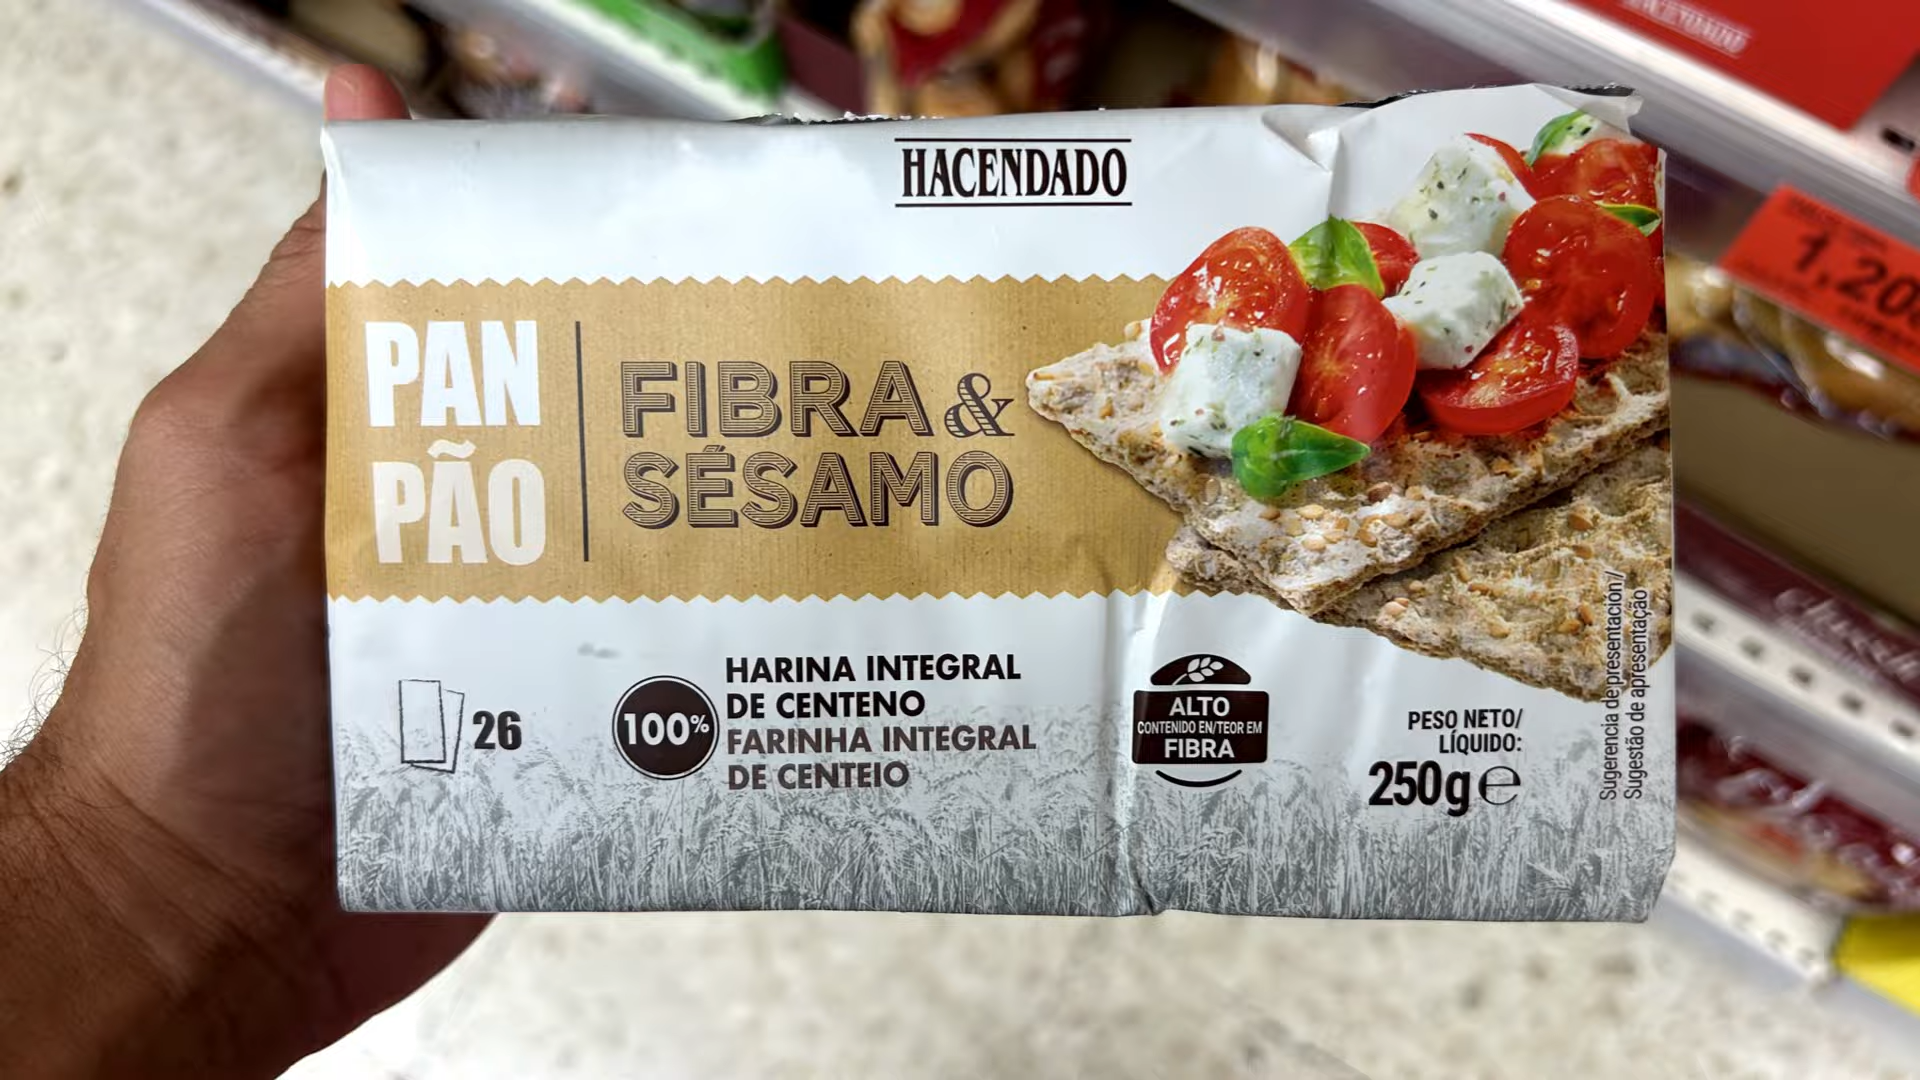 HACENDADO
PAN
PÃO
FIBRA &
SÉSAMO
26
100%
HARINA INTEGRAL
DE CENTENO
FARINHA INTEGRAL
DE CENTEIO
ALTO
CONTENIDO EN/TEOR EM
FIBRA
PESO NETO/
LÍQUIDO:
250g e
Sugerencia de presentación/
Sugestão de apresentação
HACENDADO
1,20